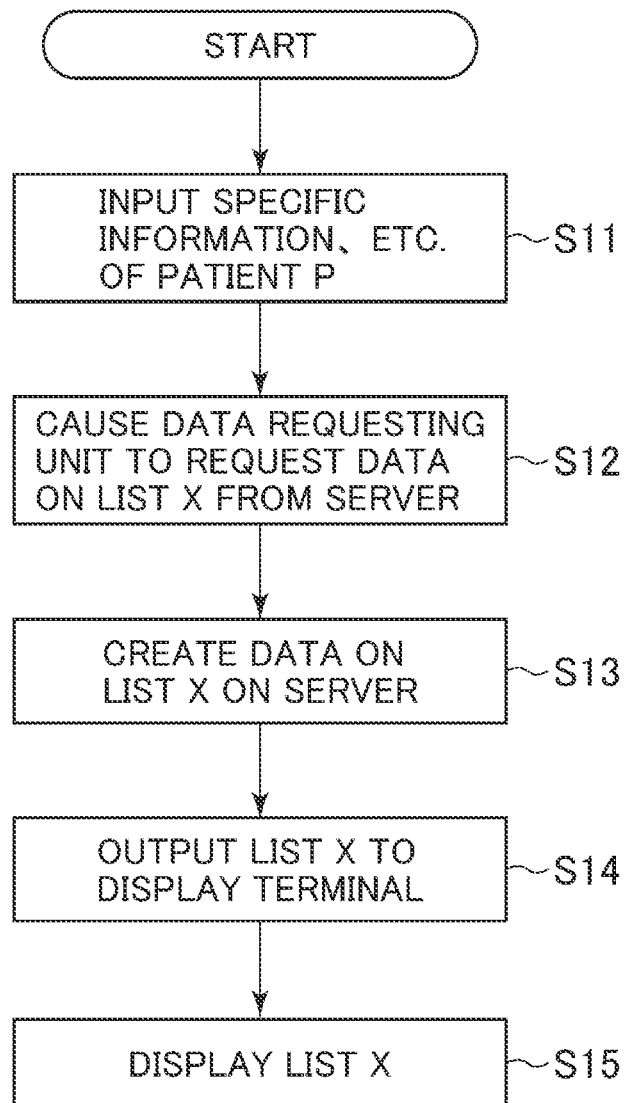 START
INPUT SPECIFIC
INFORMATION、ETC.
OF PATIENT P
S11
CAUSE DATA REQUESTING
UNIT TO REQUEST DATA
ON LIST X FROM SERVER
S12
CREATE DATA ON
LIST X ON SERVER
S13
OUTPUT LIST X TO
DISPLAY TERMINAL
S14
DISPLAY LIST X
S15